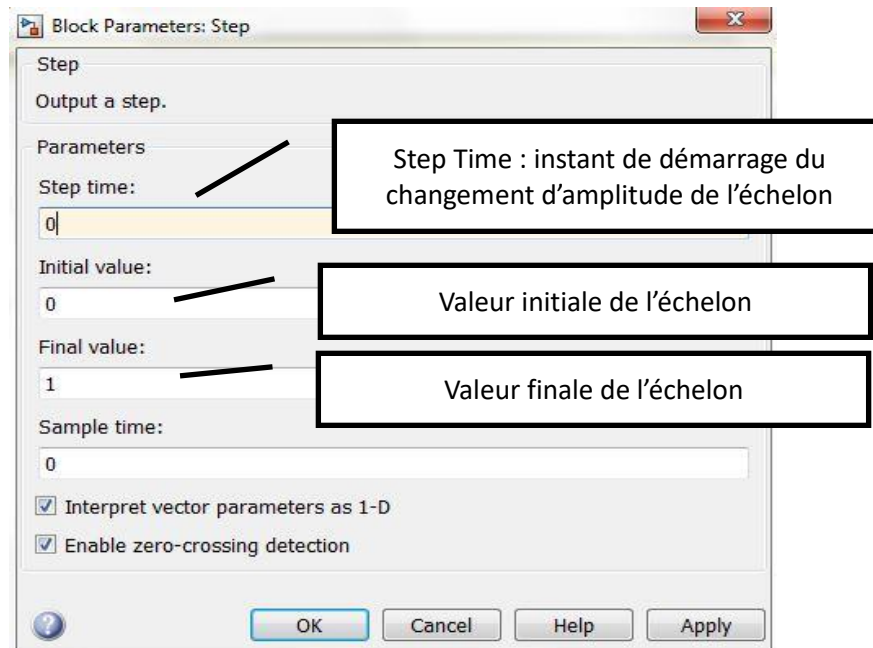 Block Parameters: Step
Step
Output a step.
Parameters
Step Time : instant de démarrage du
changement d’amplitude de l’échelon
Step time:
0
Initial value:
0
Valeur initiale de l’échelon
Final value:
1
Valeur finale de l’échelon
Sample time:
0
Interpret vector parameters as 1-D
Enable zero-crossing detection
OK
Cancel
Help
Apply